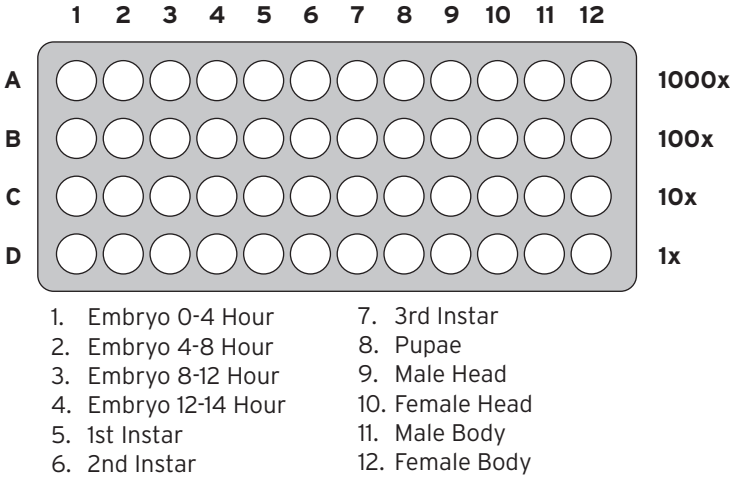 1 2 3 4 5 6 7 8 9 10 11 12
A 1000x
B 100x
C 10x
D 1x
1. Embryo 0-4 Hour
2. Embryo 4-8 Hour
3. Embryo 8-12 Hour
4. Embryo 12-14 Hour
5. 1st Instar
6. 2nd Instar
7. 3rd Instar
8. Pupae
9. Male Head
10. Female Head
11. Male Body
12. Female Body